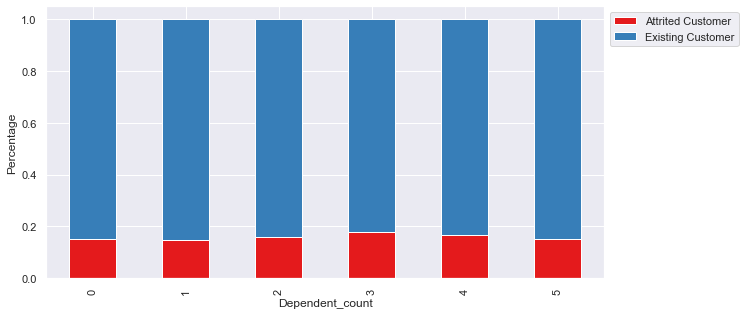 1.0
0.8
0.6
0.4
0.2
0.0
Percentage
0 1 2 3 4 5
Dependent_count
Attrited Customer
Existing Customer